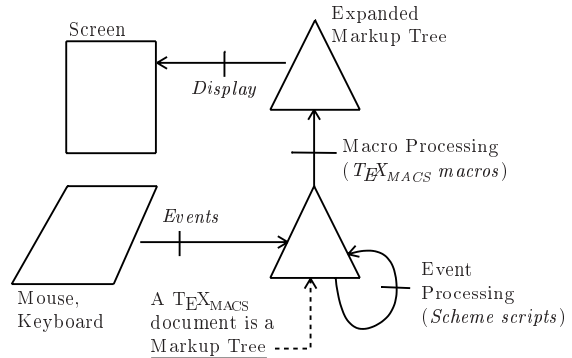 Screen
Expanded
Markup Tree
Display
Macro Processing
(TEXMACS macros)
Events
Mouse,
Keyboard
A TEXMACS
document is a
Markup Tree
Event
Processing
(Scheme scripts)